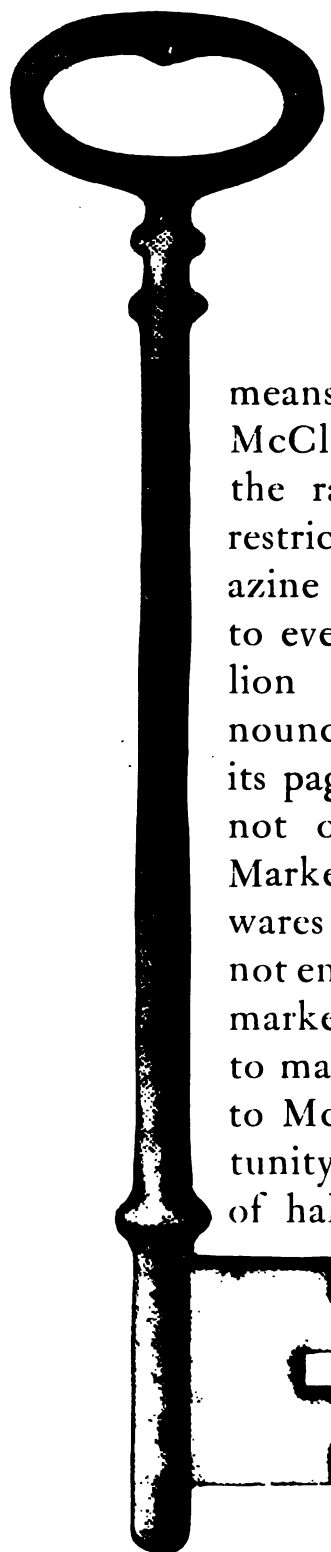 means
McCl
the ra
restric
azine
to eve
lion
nounc
its pag
not o
Marke
wares
not en
marke
to ma
to Mc
tunity
of hal